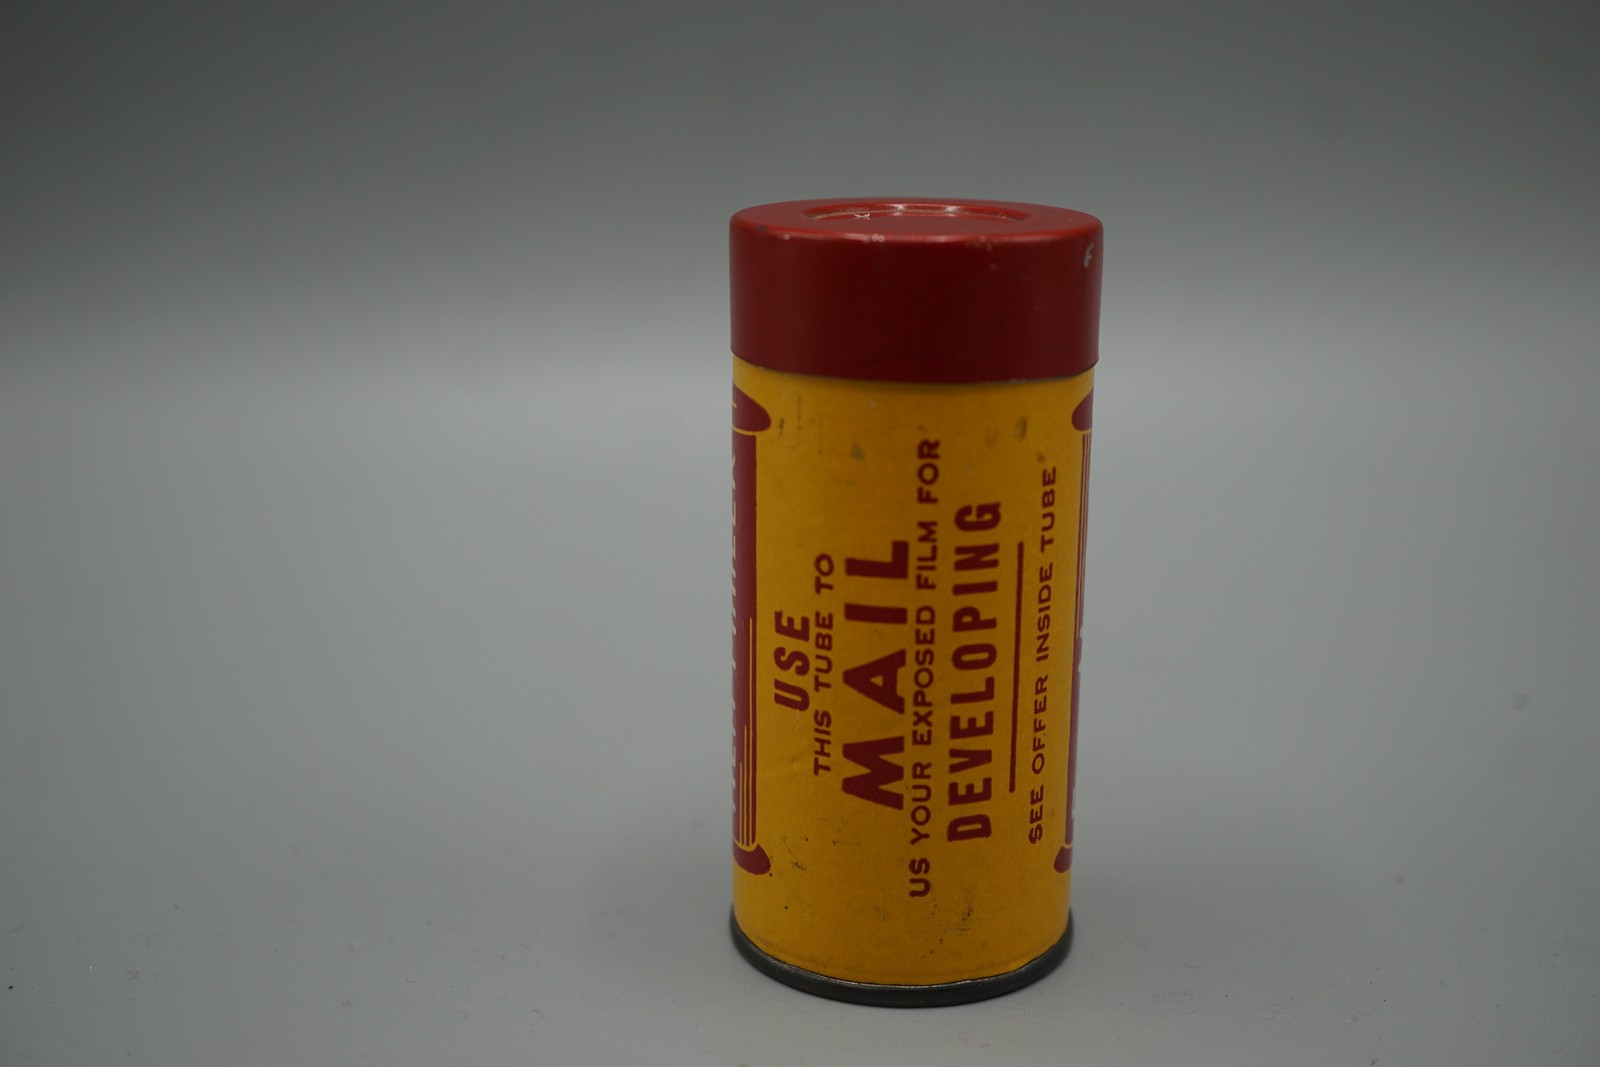 USE
THIS TUBE TO
MAIL
US YOUR EXPOSED FILM FOR
DEVELOPING
SEE OFFER INSIDE TUBE